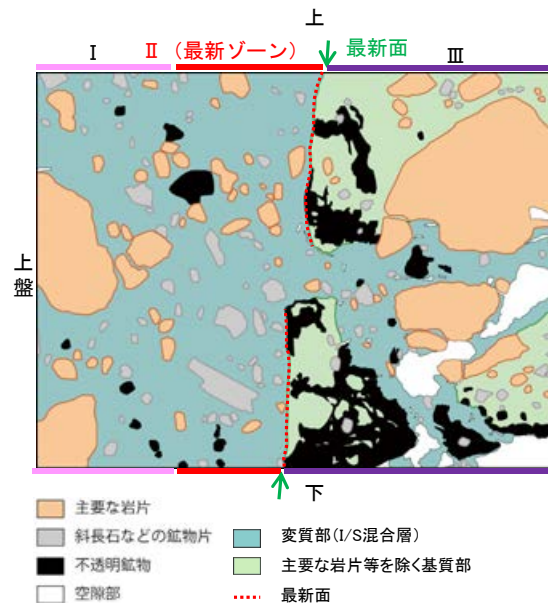 上
Ⅰ Ⅱ（最新ゾーン） 最新面 Ⅲ
上盤
下
主要な岩片
斜長石などの鉱物片
不透明鉱物
空隙部
変質部(I/S混合層)
主要な岩片等を除く基質部
最新面